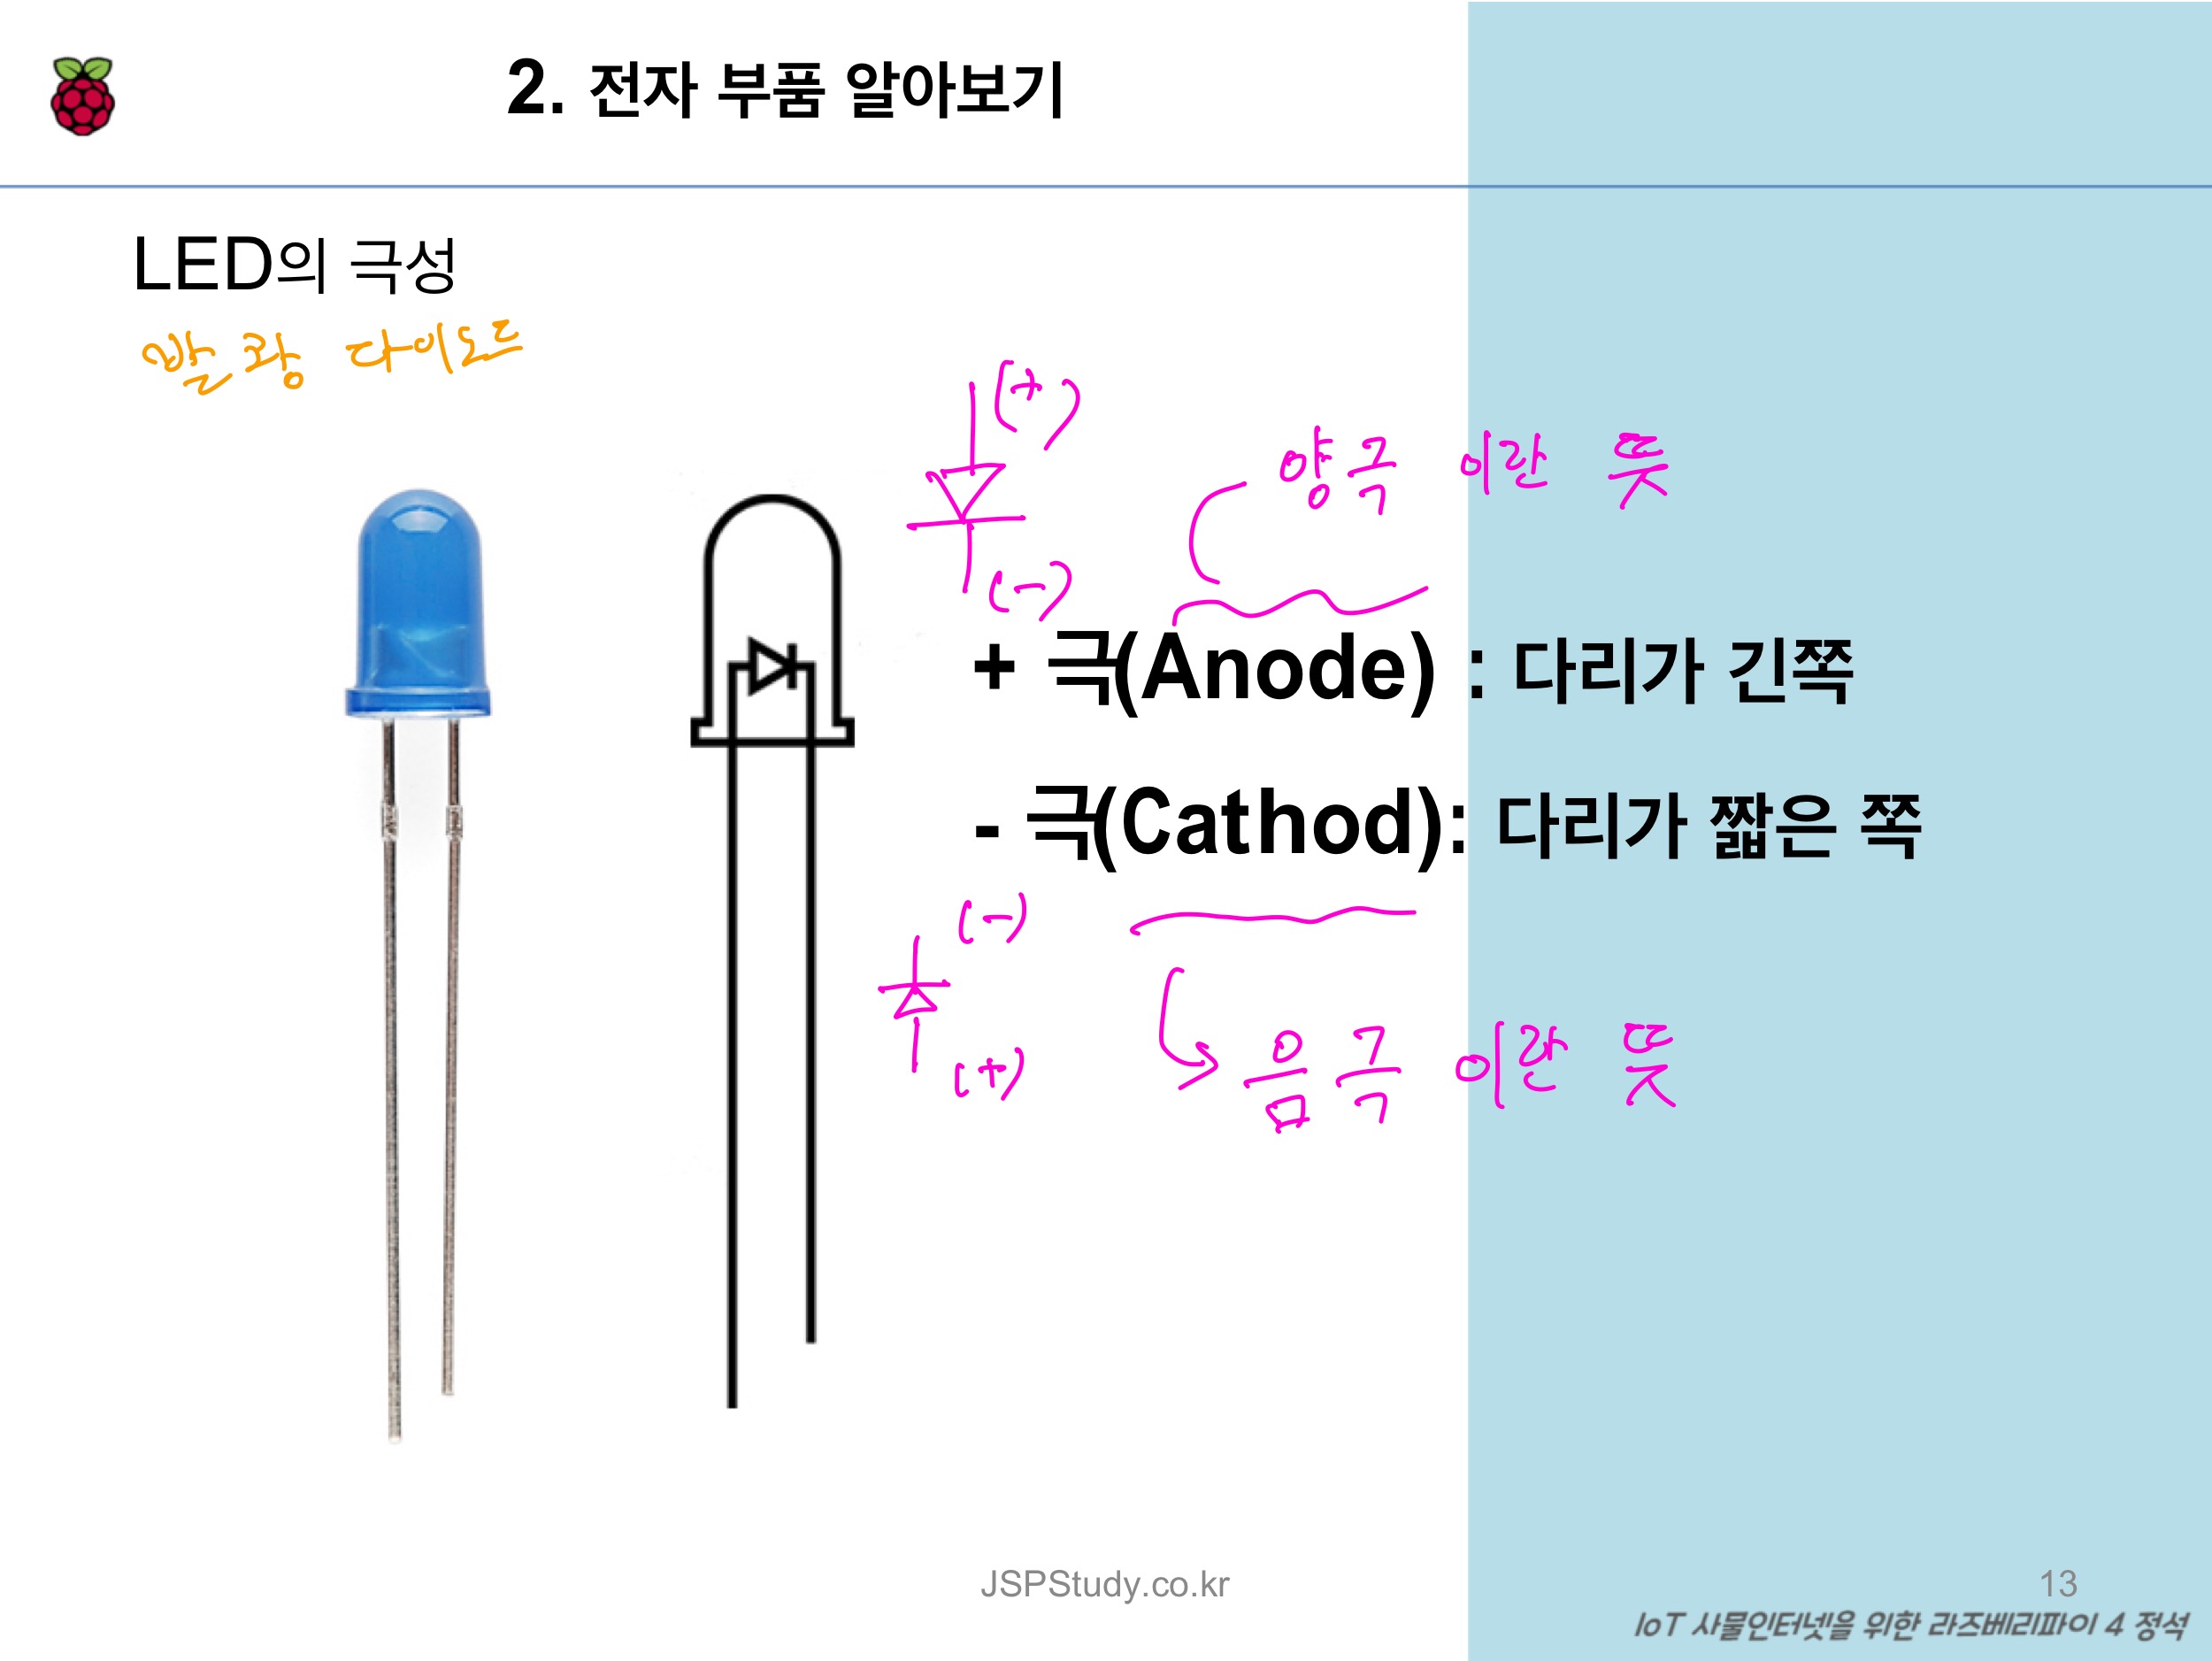 2. 전자 부품 알아보기
LED의 극성
발광 다이오드
(+)
양극 이란 뜻
(-)
+ 극(Anode) : 다리가 긴쪽
- 극(Cathod): 다리가 짧은 쪽
(-)
(+)
음극 이란 뜻
JSPStudy.co.kr
13
IoT 사물인터넷을 위한 라즈베리파이 4 정석